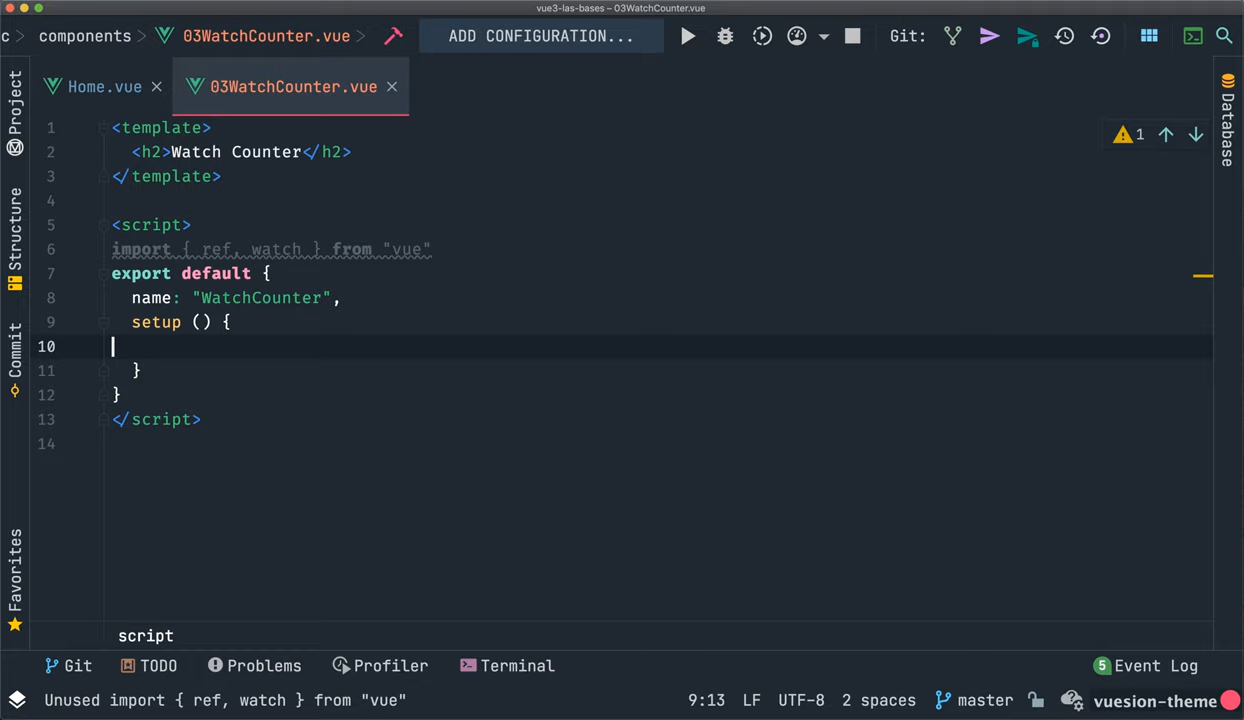 vue3-las-bases – 03WatchCounter.vue
c components 03WatchCounter.vue ADD CONFIGURATION... Git:
Home.vue 03WatchCounter.vue
Project
Structure
Commit
Favorites
Database
1
1 <template>
2 <h2>Watch Counter</h2>
3 </template>
4
5 <script>
6 import { ref, watch } from "vue"
7 export default {
8 name: "WatchCounter",
9 setup () {
10
11 }
12 }
13 </script>
14
script
Git TODO Problems Profiler Terminal 5 Event Log
Unused import { ref, watch } from "vue" 9:13 LF UTF-8 2 spaces master vuesion-theme